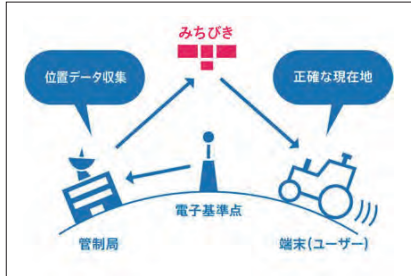 みちびき
位置データ収集
正確な現在地
電子基準点
管制局
端末(ユーザー)